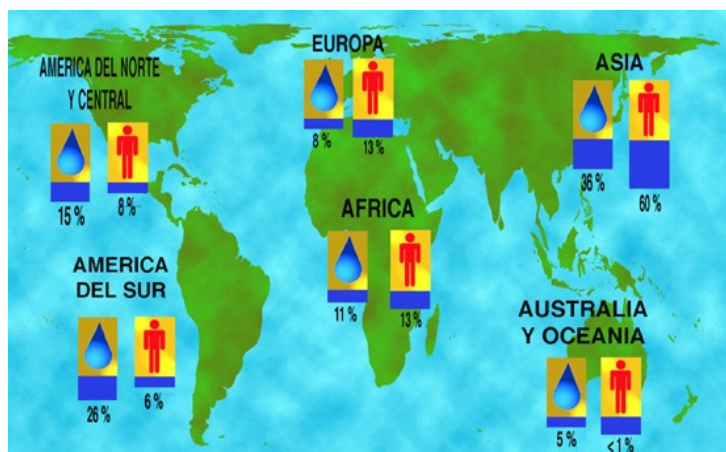 AMERICA DEL NORTE
Y CENTRAL
15 %
8 %
EUROPA
8 %
13 %
ASIA
36 %
60 %
AFRICA
11 %
13 %
AMERICA
DEL SUR
26 %
6 %
AUSTRALIA
Y OCEANIA
5 %
<1 %